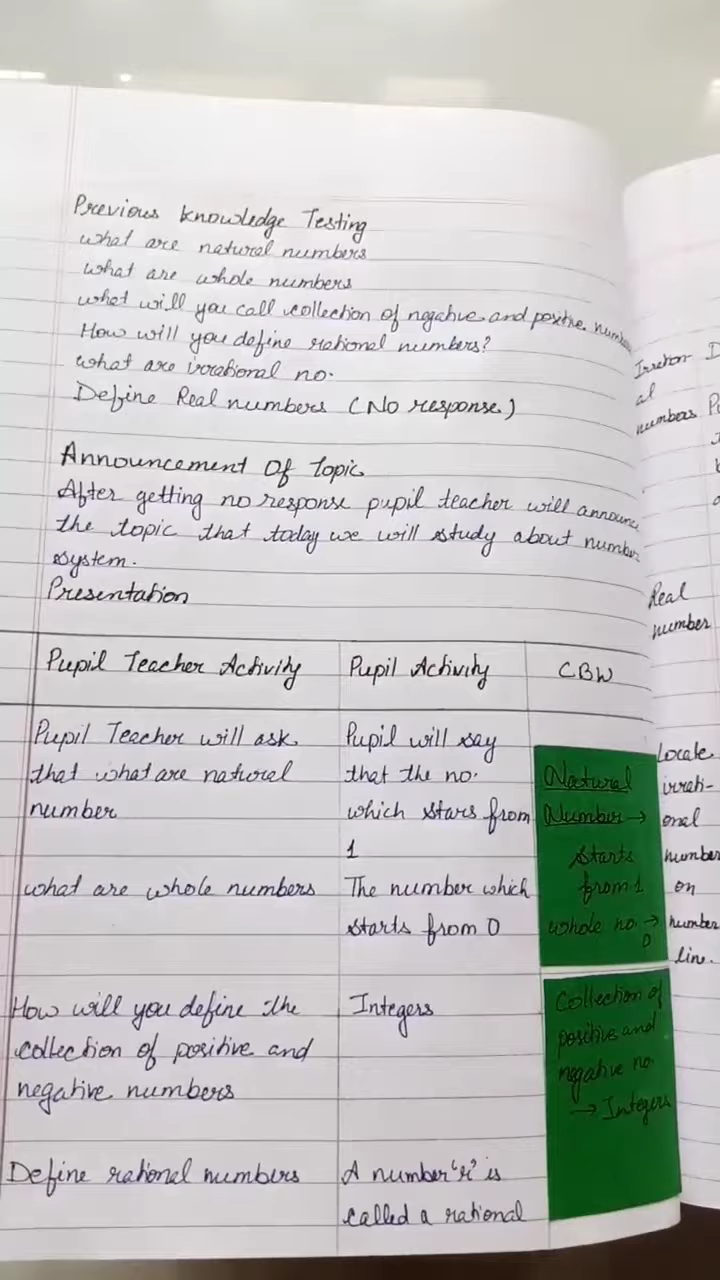 Previous knowledge Testing
what are natural numbers
what are whole numbers
what will you call collection of negative and positive numbers
How will you define rational numbers?
what are irrational no.
Define Real numbers (No response)
Announcement Of topic
After getting no response pupil teacher will announce
the topic that today we will study about number
system.
Presentation
Pupil Teacher Activity
Pupil Activity
CBW
Pupil Teacher will ask
that what are natural
number
Pupil will say
that the no.
which stars from
1
Natural
Number →
starts
from 1
whole no. →
0
what are whole numbers
The number which
starts from 0
How will you define the
collection of positive and
negative numbers
Integers
Collection of
positive and
negative no.
→ Integers
Define rational numbers
A number 'r' is
called a rational
Irration
al
numbers
Real
number
Locate
irrati-
onal
number
on
number
line.